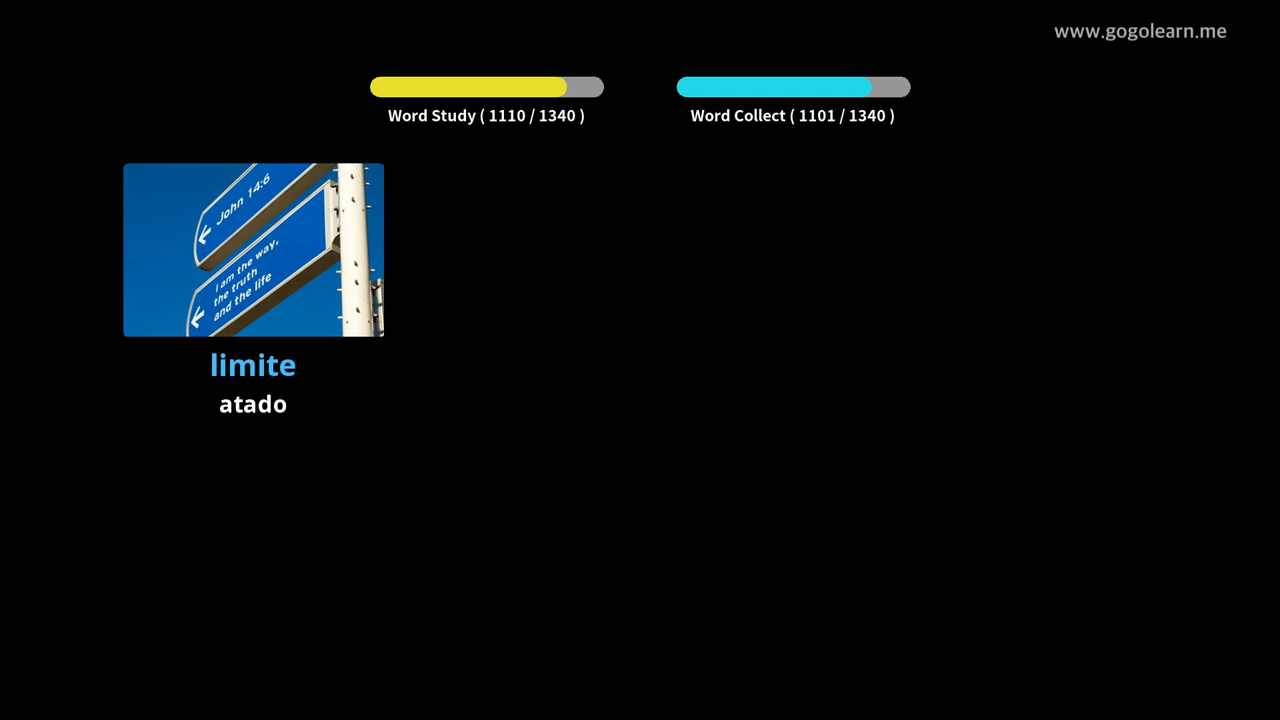 www.gogolearn.me
Word Study ( 1110 / 1340 )
Word Collect ( 1101 / 1340 )
John 14:6
I am the way,
the truth
and the life
limite
atado